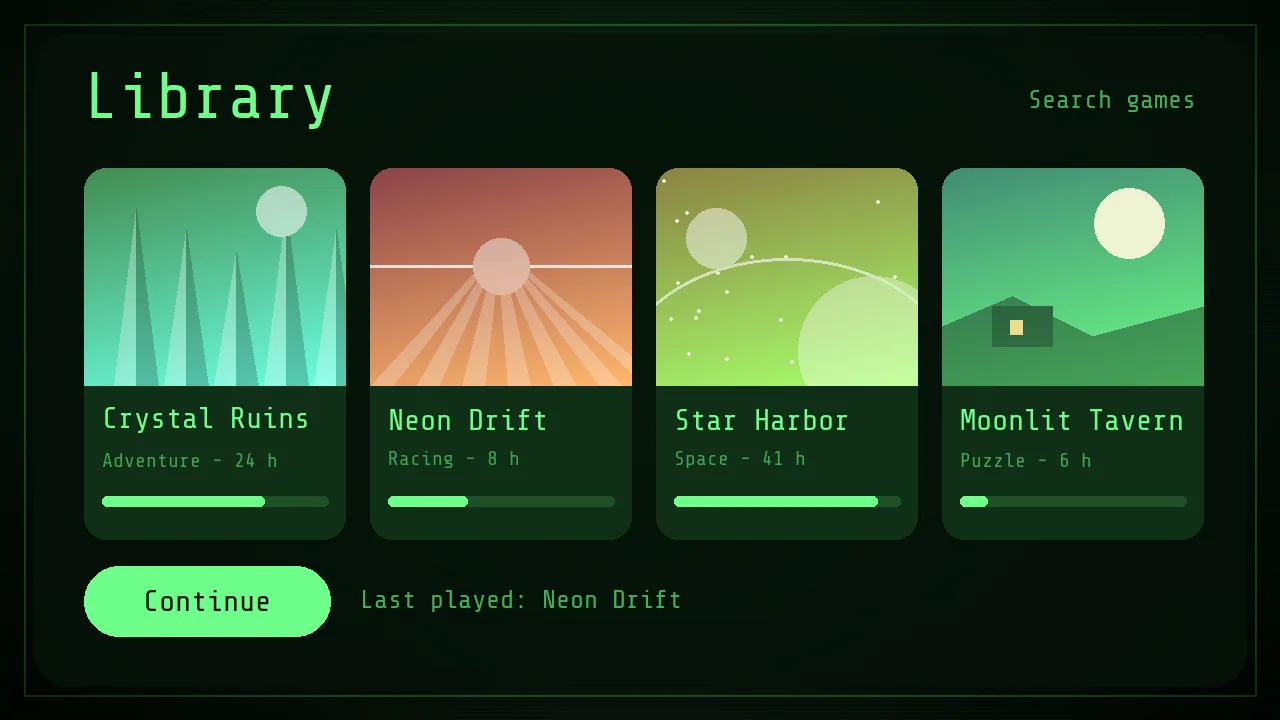 Library
Search games
Crystal Ruins
Adventure - 24 h
Neon Drift
Racing - 8 h
Star Harbor
Space - 41 h
Moonlit Tavern
Puzzle - 6 h
Continue
Last played: Neon Drift